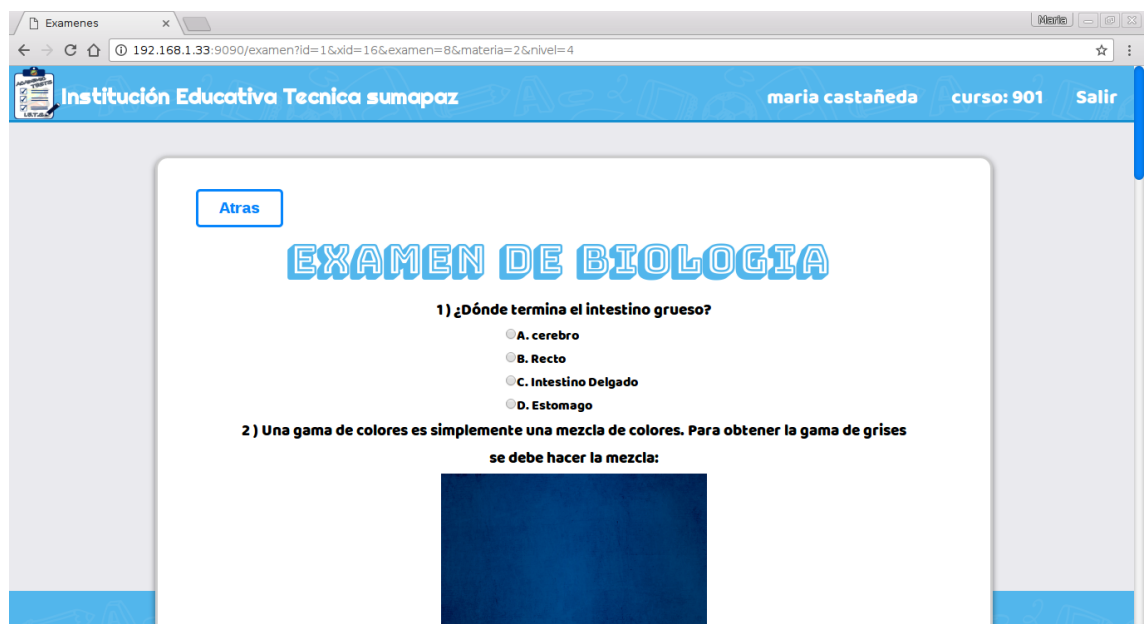 Examenes
Maria
192.168.1.33:9090/examen?id=1&xid=16&examen=8&materia=2&nivel=4
Institución Educativa Tecnica sumapaz
maria castañeda
curso: 901
Salir
Atras
EXAMEN DE BIOLOGIA
1 ) ¿Dónde termina el intestino grueso?
A. cerebro
B. Recto
C. Intestino Delgado
D. Estomago
2 ) Una gama de colores es simplemente una mezcla de colores. Para obtener la gama de grises
se debe hacer la mezcla: